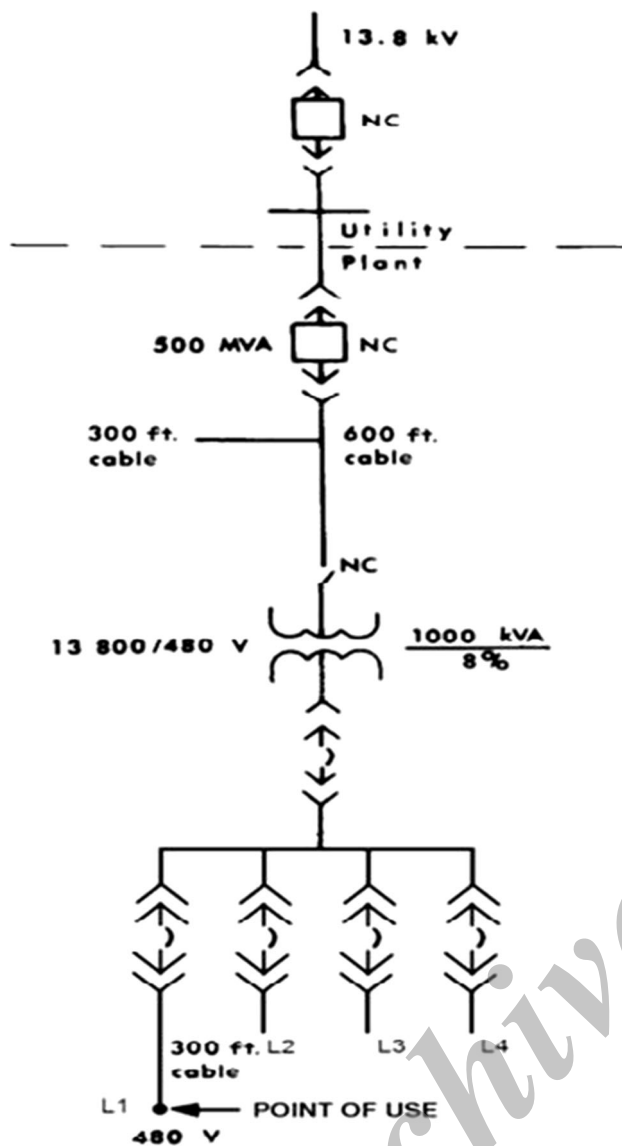 13.8 kV
NC
Utility
Plant
500 MVA
NC
300 ft.
cable
600 ft.
cable
NC
13 800/480 V
1000 kVA
8%
L2
L3
L4
300 ft.
cable
L1
POINT OF USE
480 V